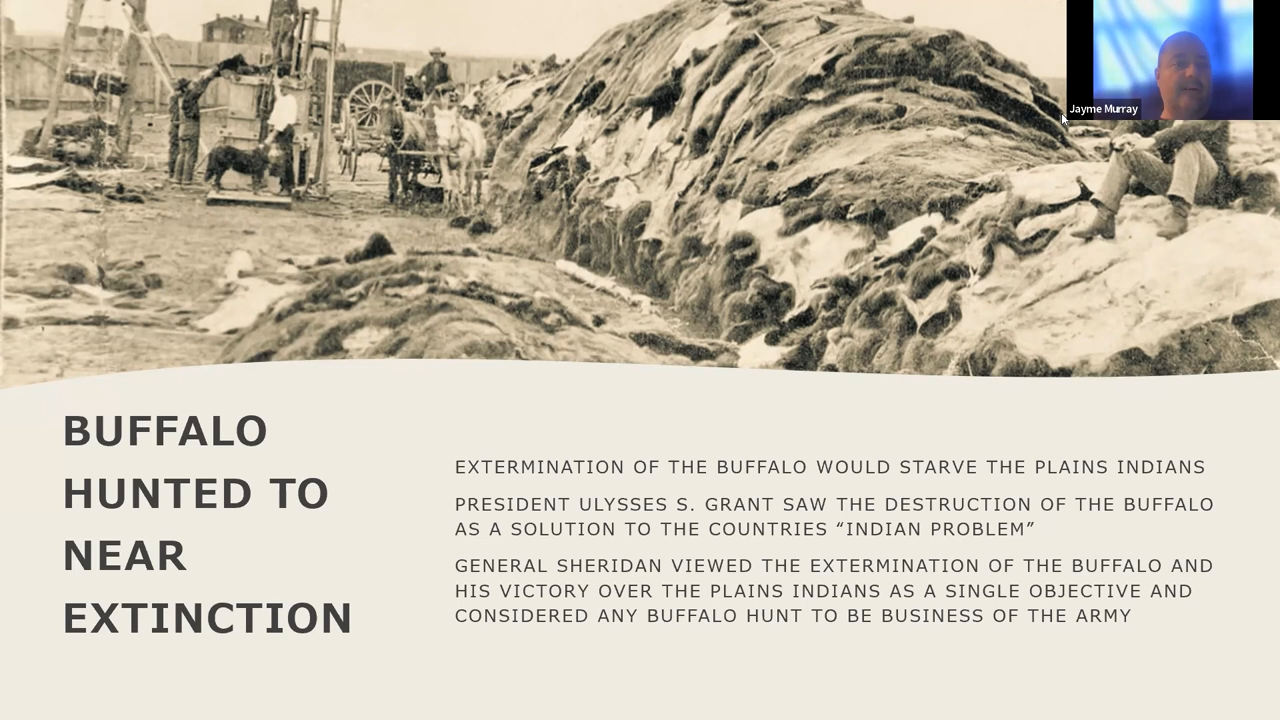 Jayme Murray
BUFFALO
HUNTED TO
NEAR
EXTINCTION
EXTERMINATION OF THE BUFFALO WOULD STARVE THE PLAINS INDIANS
PRESIDENT ULYSSES S. GRANT SAW THE DESTRUCTION OF THE BUFFALO
AS A SOLUTION TO THE COUNTRIES “INDIAN PROBLEM”
GENERAL SHERIDAN VIEWED THE EXTERMINATION OF THE BUFFALO AND
HIS VICTORY OVER THE PLAINS INDIANS AS A SINGLE OBJECTIVE AND
CONSIDERED ANY BUFFALO HUNT TO BE BUSINESS OF THE ARMY